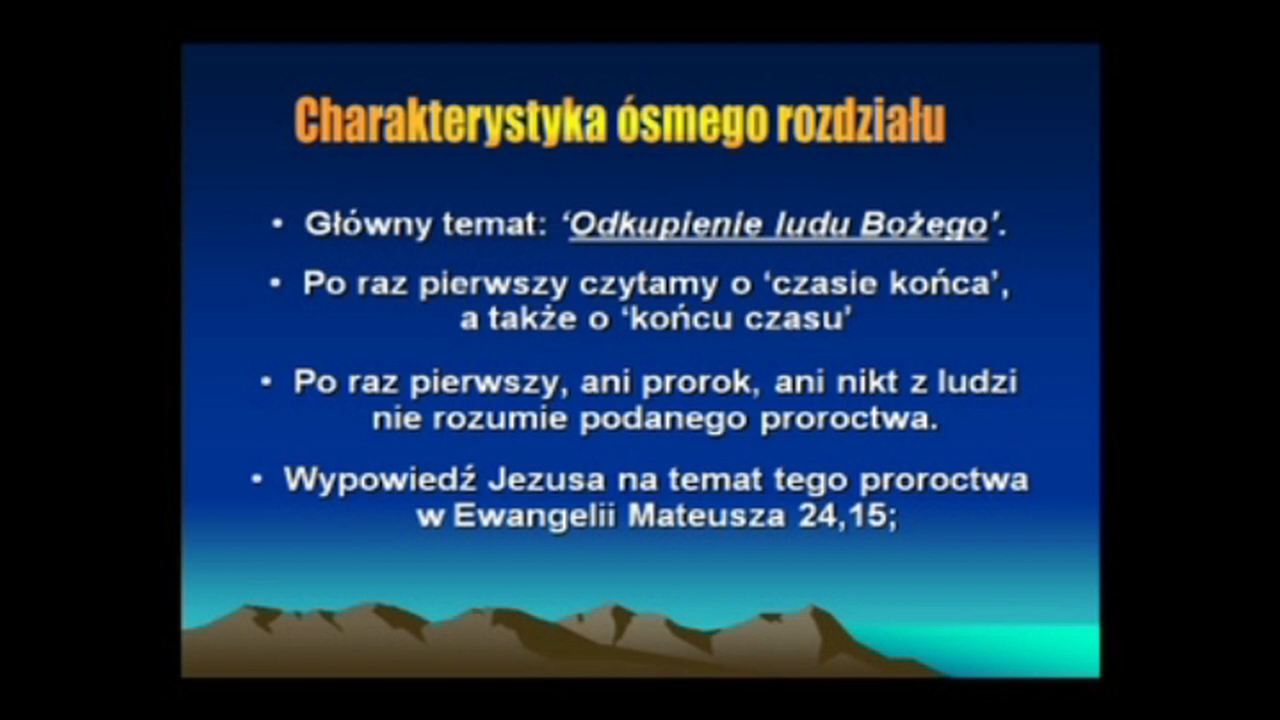 Charakterystyka ósmego rozdziału
• Główny temat: ‘Odkupienie ludu Bożego’.
• Po raz pierwszy czytamy o ‘czasie końca’,
a także o ‘końcu czasu’
• Po raz pierwszy, ani prorok, ani nikt z ludzi
nie rozumie podanego proroctwa.
• Wypowiedź Jezusa na temat tego proroctwa
w Ewangelii Mateusza 24,15;